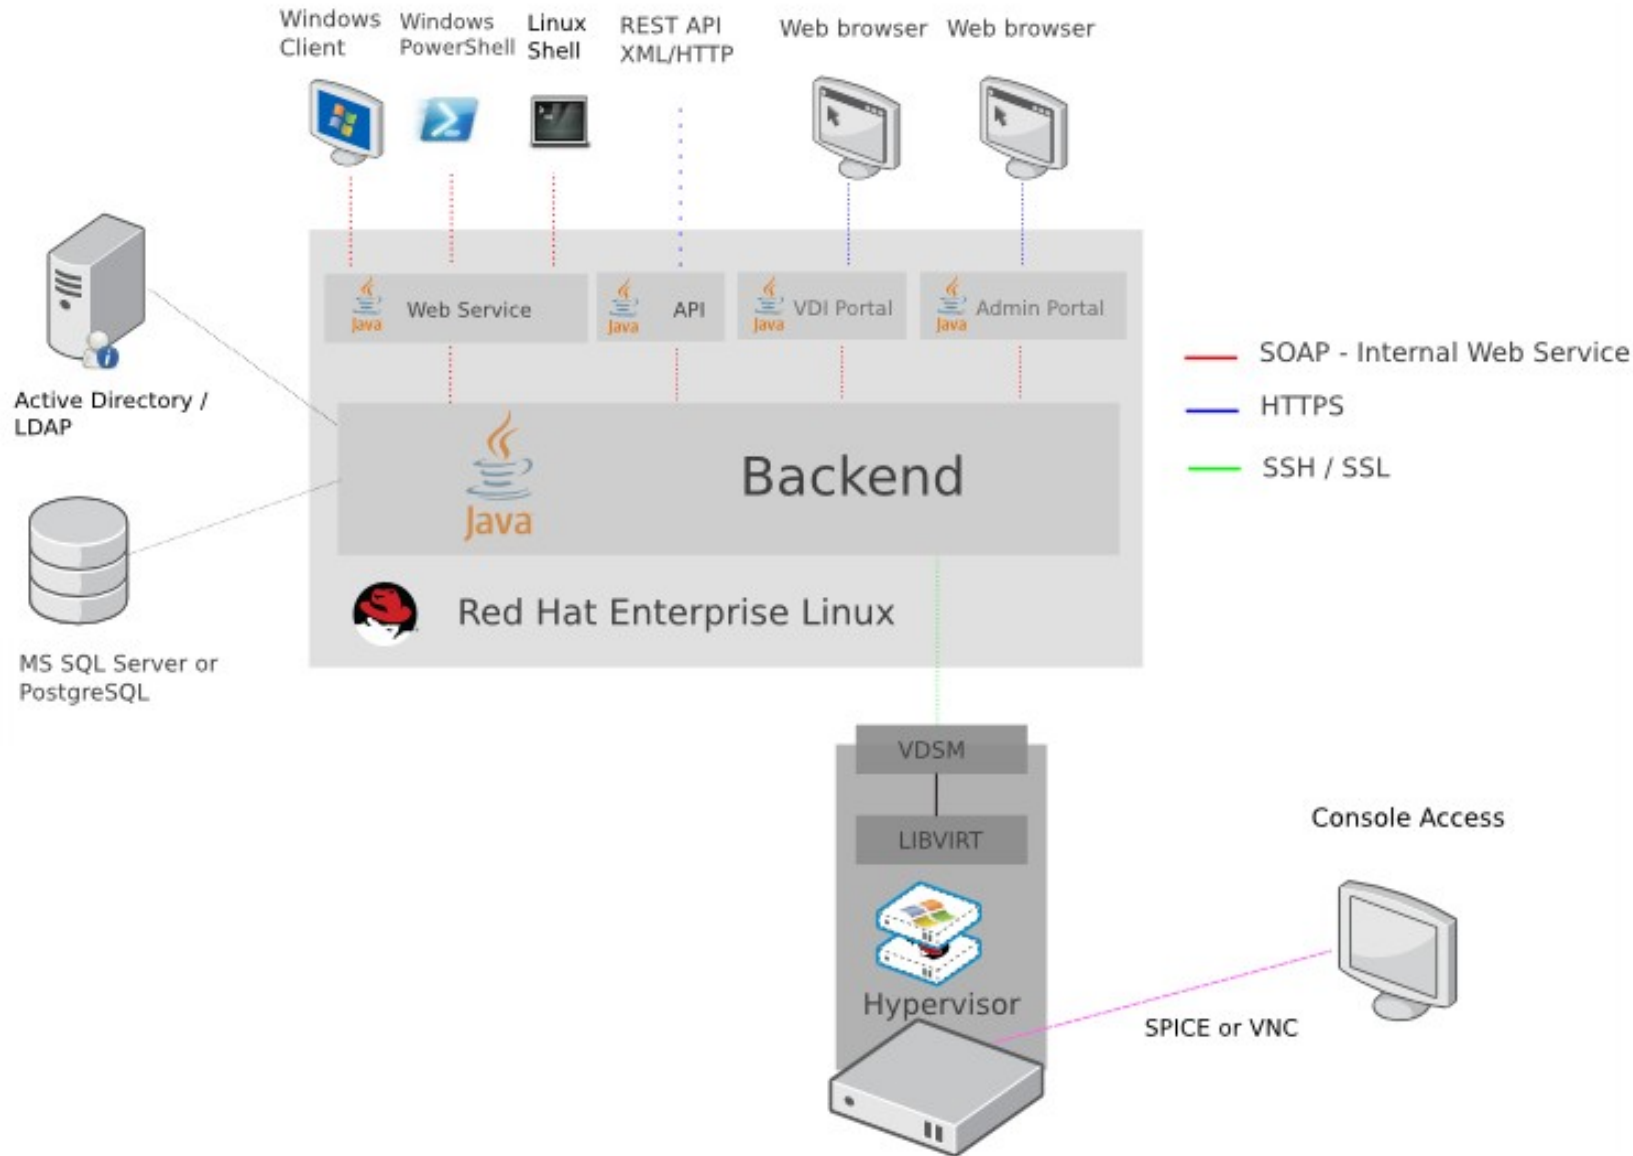 Windows
Client
Windows
PowerShell
Linux
Shell
REST API
XML/HTTP
Web browser
Web browser
Java
Web Service
Java
API
Java
VDI Portal
Java
Admin Portal
Active Directory /
LDAP
Java
Backend
SOAP - Internal Web Service
HTTPS
SSH / SSL
Red Hat Enterprise Linux
MS SQL Server or
PostgreSQL
VDSM
LIBVIRT
Hypervisor
Console Access
SPICE or VNC